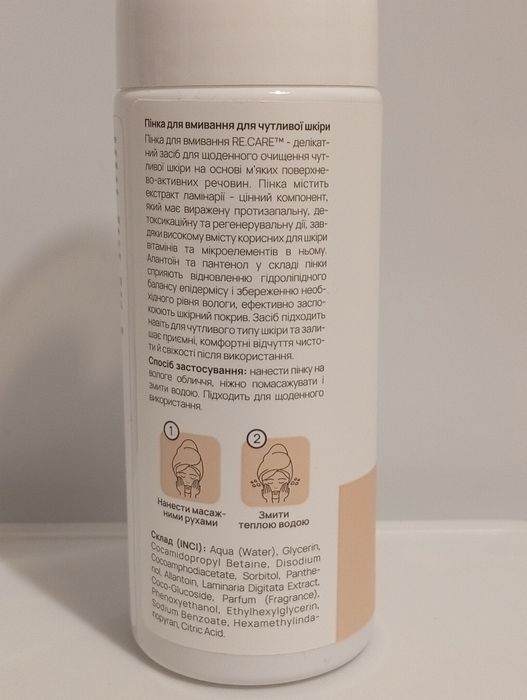 Пінка для вмивання для чутливої шкіри
Пінка для вмивання RE.CARE™ - делікат-
ний засіб для щоденного очищення чут-
ливої шкіри на основі м'яких поверхне-
во-активних речовин. Пінка містить
екстракт ламінарії - цінний компонент,
який має виражену протизапальну, де-
токсикаційну та регенерувальну дії, зав-
дяки високому вмісту корисних для шкіри
вітамінів та мікроелементів в ньому.
Алантоїн та пантенол у складі пінки
сприяють відновленню гідроліпідного
балансу епідермісу і збереженню необ-
хідного рівня вологи, ефективно заспо-
коюють шкірний покрив. Засіб підходить
навіть для чутливого типу шкіри та зали-
шає приємні, комфортні відчуття чисто-
ти й свіжості після використання.
Спосіб застосування: нанести пінку на
вологе обличчя, ніжно помасажувати і
змити водою. Підходить для щоденного
використання.
1
2
Нанести масаж-
ними рухами
Змити
теплою водою
Склад (INCI): Aqua (Water), Glycerin,
Cocamidopropyl Betaine, Disodium
Cocoamphodiacetate, Sorbitol, Panthe-
nol, Allantoin, Laminaria Digitata Extract,
Coco-Glucoside, Parfum (Fragrance),
Phenoxyethanol, Ethylhexylglycerin,
Sodium Benzoate, Hexamethylinda-
nopyran, Citric Acid.